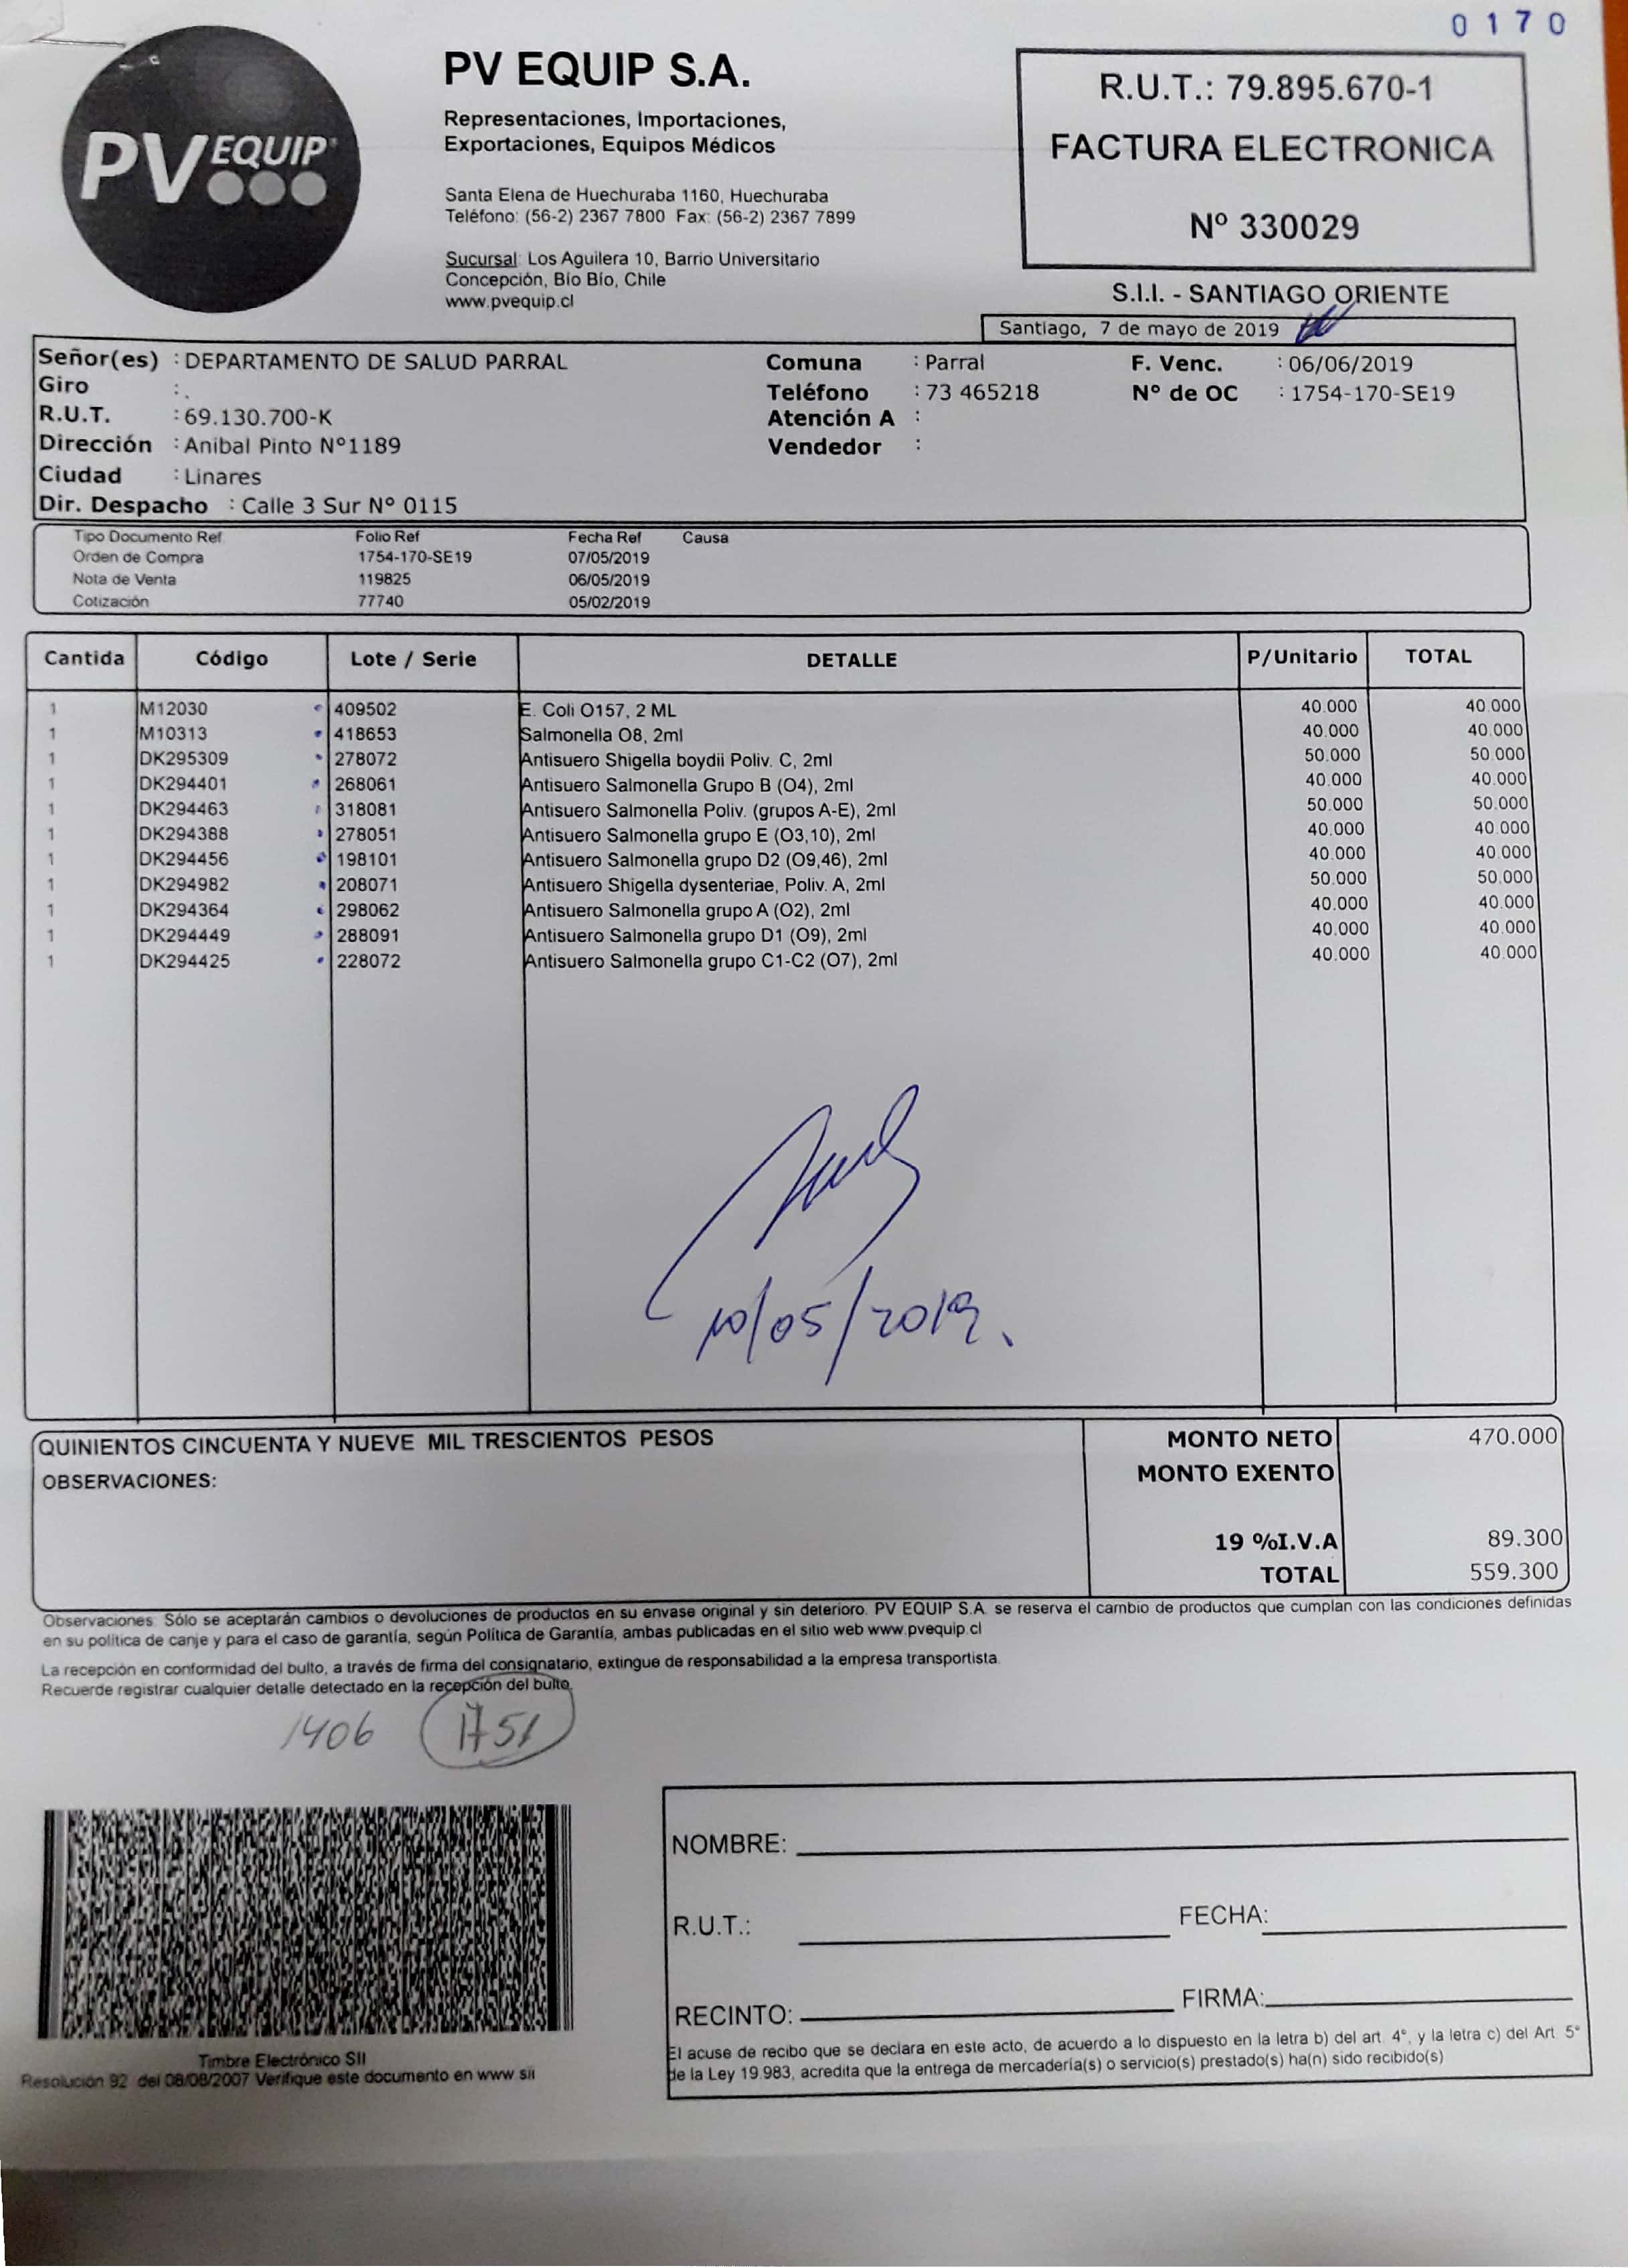 0170
PV EQUIP
PV EQUIP S.A.
Representaciones, Importaciones,
Exportaciones, Equipos Médicos
Santa Elena de Huechuraba 1160, Huechuraba
Teléfono: (56-2) 2367 7800 Fax: (56-2) 2367 7899
Sucursal: Los Aguilera 10, Barrio Universitario
Concepción, Bío Bío, Chile
www.pvequip.cl
R.U.T.: 79.895.670-1
FACTURA ELECTRONICA
Nº 330029
S.I.I. - SANTIAGO ORIENTE
Santiago, 7 de mayo de 2019
Señor(es) : DEPARTAMENTO DE SALUD PARRAL Comuna : Parral F. Venc. : 06/06/2019
Giro : . Teléfono : 73 465218 Nº de OC : 1754-170-SE19
R.U.T. : 69.130.700-K Atención A :
Dirección : Anibal Pinto Nº1189 Vendedor :
Ciudad : Linares
Dir. Despacho : Calle 3 Sur Nº 0115
Tipo Documento Ref Folio Ref Fecha Ref Causa
Orden de Compra 1754-170-SE19 07/05/2019
Nota de Venta 119825 06/05/2019
Cotización 77740 05/02/2019
Cantida Código Lote / Serie DETALLE P/Unitario TOTAL
1 M12030 409502 E. Coli O157, 2 ML 40.000 40.000
1 M10313 418653 Salmonella O8, 2ml 40.000 40.000
1 DK295309 278072 Antisuero Shigella boydii Poliv. C, 2ml 50.000 50.000
1 DK294401 268061 Antisuero Salmonella Grupo B (O4), 2ml 40.000 40.000
1 DK294463 318081 Antisuero Salmonella Poliv. (grupos A-E), 2ml 50.000 50.000
1 DK294388 278051 Antisuero Salmonella grupo E (O3,10), 2ml 40.000 40.000
1 DK294456 198101 Antisuero Salmonella grupo D2 (O9,46), 2ml 40.000 40.000
1 DK294982 208071 Antisuero Shigella dysenteriae, Poliv. A, 2ml 50.000 50.000
1 DK294364 298062 Antisuero Salmonella grupo A (O2), 2ml 40.000 40.000
1 DK294449 288091 Antisuero Salmonella grupo D1 (O9), 2ml 40.000 40.000
1 DK294425 228072 Antisuero Salmonella grupo C1-C2 (O7), 2ml 40.000 40.000
10/05/2019.
QUINIENTOS CINCUENTA Y NUEVE MIL TRESCIENTOS PESOS MONTO NETO 470.000
OBSERVACIONES: MONTO EXENTO
19 %I.V.A 89.300
TOTAL 559.300
Observaciones: Sólo se aceptarán cambios o devoluciones de productos en su envase original y sin deterioro. PV EQUIP S.A. se reserva el cambio de productos que cumplan con las condiciones definidas
en su política de canje y para el caso de garantía, según Política de Garantía, ambas publicadas en el sitio web www.pvequip.cl
La recepción en conformidad del bulto, a través de firma del consignatario, extingue de responsabilidad a la empresa transportista.
Recuerde registrar cualquier detalle detectado en la recepción del bulto.
1406 1751
NOMBRE:
R.U.T.: FECHA:
RECINTO: FIRMA:
El acuse de recibo que se declara en este acto, de acuerdo a lo dispuesto en la letra b) del art. 4°, y la letra c) del Art. 5°
de la Ley 19.983, acredita que la entrega de mercadería(s) o servicio(s) prestado(s) ha(n) sido recibido(s)
Timbre Electrónico SII
Resolución 92 del 08/08/2007 Verifique este documento en www sii